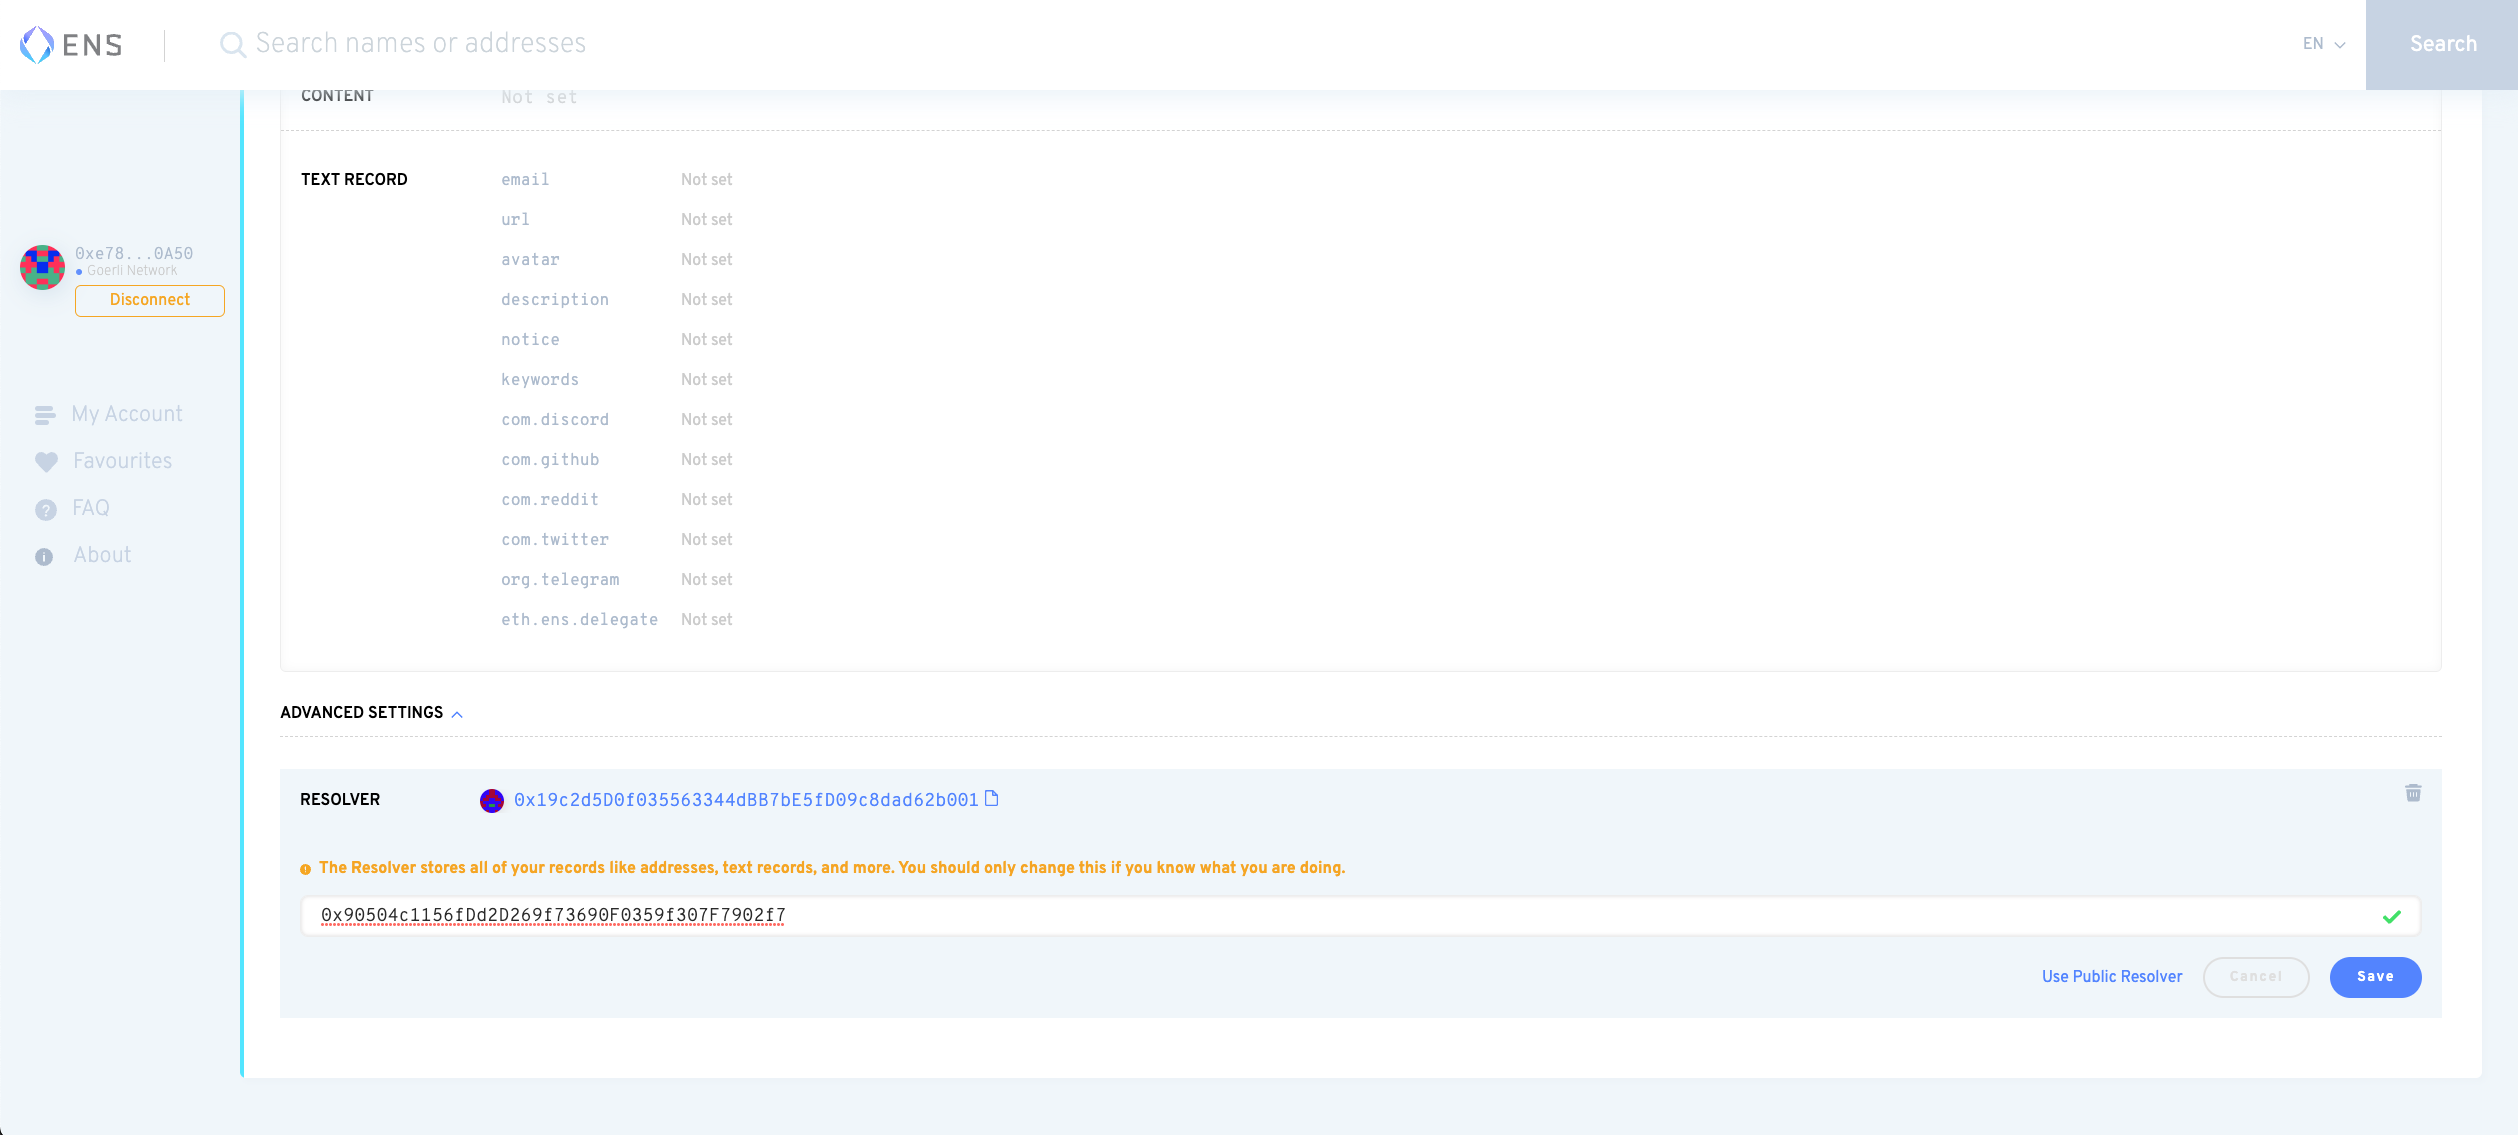 ENS
Search names or addresses
EN
Search
0xe78...0A50
Goerli Network
Disconnect
My Account
Favourites
FAQ
About
CONTENT Not set
TEXT RECORD email Not set
url Not set
avatar Not set
description Not set
notice Not set
keywords Not set
com.discord Not set
com.github Not set
com.reddit Not set
com.twitter Not set
org.telegram Not set
eth.ens.delegate Not set
ADVANCED SETTINGS
RESOLVER 0x19c2d5D0f035563344dBB7bE5fD09c8dad62b001
The Resolver stores all of your records like addresses, text records, and more. You should only change this if you know what you are doing.
0x90504c1156fDd2D269f73690F0359f307F7902f7
Use Public Resolver Cancel Save